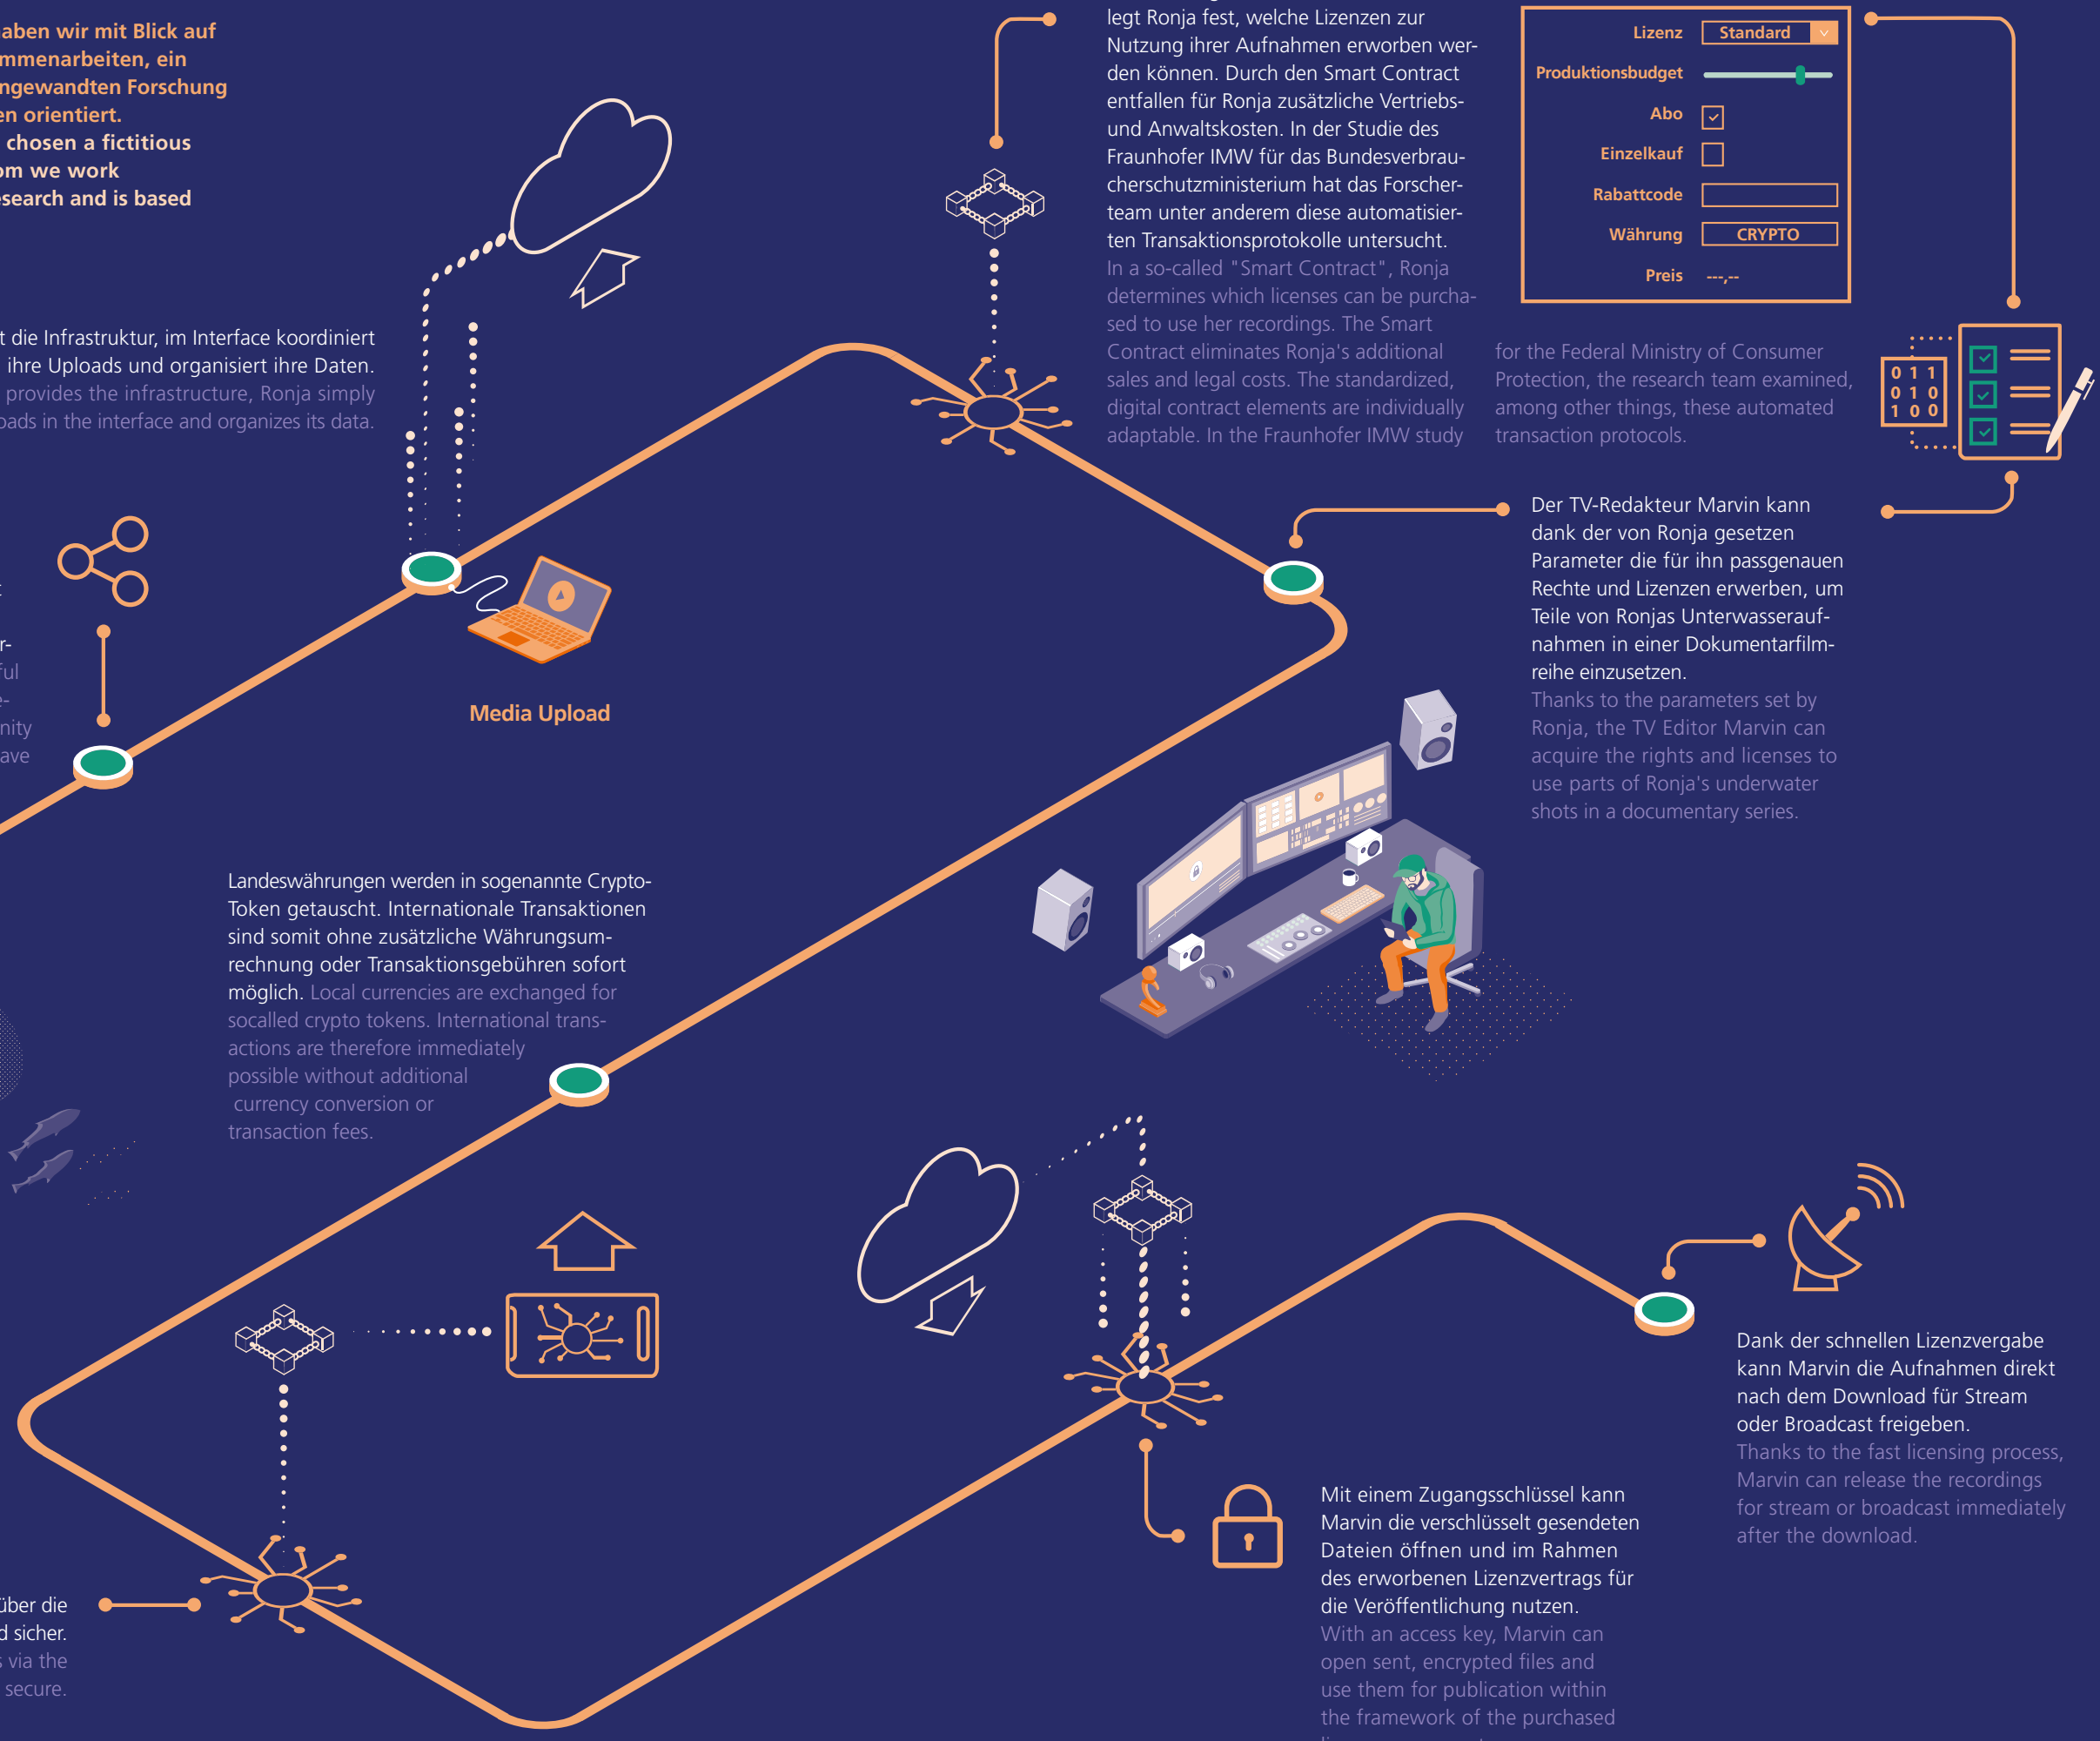 haben wir mit Blick auf
mmenarbeiten, ein
ngewandten Forschung
en orientiert.
chosen a fictitious
om we work
search and is based
t die Infrastruktur, im Interface koordiniert
ihre Uploads und organisiert ihre Daten.
provides the infrastructure, Ronja simply
oads in the interface and organizes its data.
legt Ronja fest, welche Lizenzen zur
Nutzung ihrer Aufnahmen erworben wer-
den können. Durch den Smart Contract
entfallen für Ronja zusätzliche Vertriebs-
und Anwaltskosten. In der Studie des
Fraunhofer IMW für das Bundesverbrau-
cherschutzministerium hat das Forscher-
team unter anderem diese automatisier-
ten Transaktionsprotokolle untersucht.
In a so-called "Smart Contract", Ronja
determines which licenses can be purcha-
sed to use her recordings. The Smart
Contract eliminates Ronja's additional
sales and legal costs. The standardized,
digital contract elements are individually
adaptable. In the Fraunhofer IMW study
for the Federal Ministry of Consumer
Protection, the research team examined,
among other things, these automated
transaction protocols.
Lizenz Standard
Produktionsbudget
Abo
Einzelkauf
Rabattcode
Währung CRYPTO
Preis ---,--
0 1 1
0 1 0
1 0 0
r-
ful
e-
nity
ave
Media Upload
Der TV-Redakteur Marvin kann
dank der von Ronja gesetzen
Parameter die für ihn passgenauen
Rechte und Lizenzen erwerben, um
Teile von Ronjas Unterwasserauf-
nahmen in einer Dokumentarfilm-
reihe einzusetzen.
Thanks to the parameters set by
Ronja, the TV Editor Marvin can
acquire the rights and licenses to
use parts of Ronja's underwater
shots in a documentary series.
Landeswährungen werden in sogenannte Crypto-
Token getauscht. Internationale Transaktionen
sind somit ohne zusätzliche Währungsum-
rechnung oder Transaktionsgebühren sofort
möglich. Local currencies are exchanged for
socalled crypto tokens. International trans-
actions are therefore immediately
possible without additional
currency conversion or
transaction fees.
Dank der schnellen Lizenzvergabe
kann Marvin die Aufnahmen direkt
nach dem Download für Stream
oder Broadcast freigeben.
Thanks to the fast licensing process,
Marvin can release the recordings
for stream or broadcast immediately
after the download.
Mit einem Zugangsschlüssel kann
Marvin die verschlüsselt gesendeten
Dateien öffnen und im Rahmen
des erworbenen Lizenzvertrags für
die Veröffentlichung nutzen.
With an access key, Marvin can
open sent, encrypted files and
use them for publication within
the framework of the purchased
über die
d sicher.
s via the
secure.